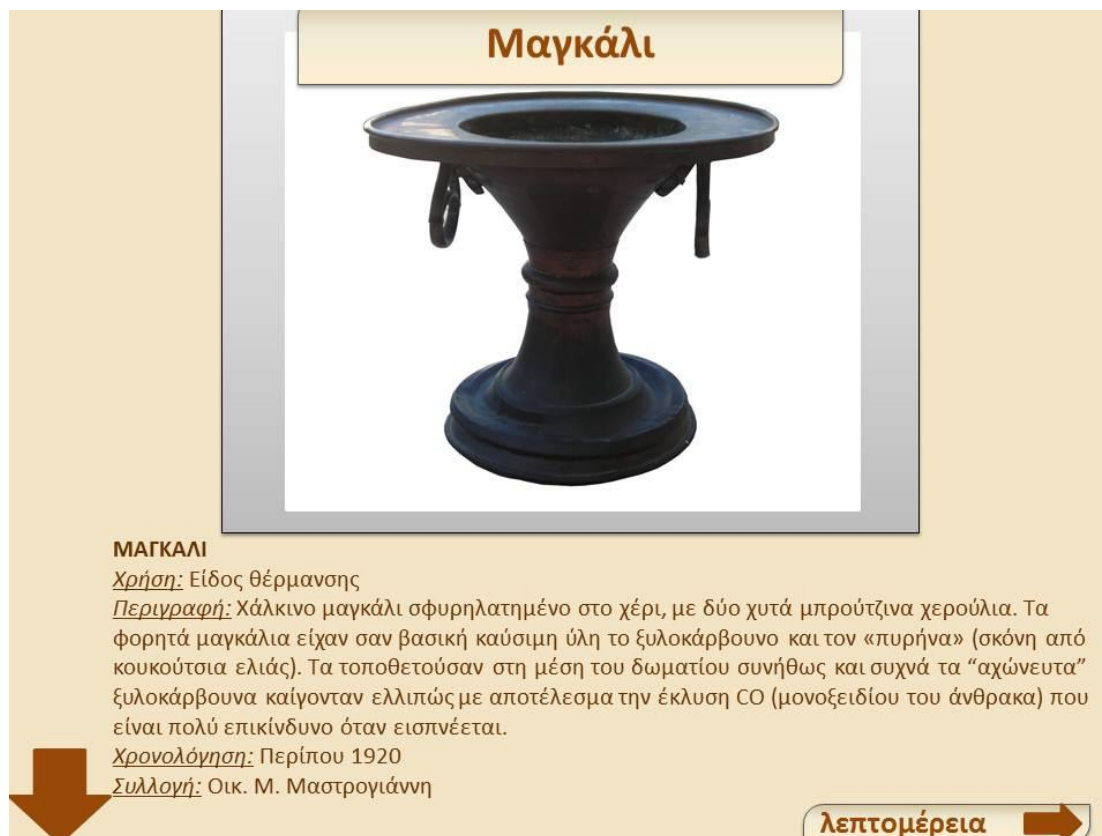 Μαγκάλι
ΜΑΓΚΑΛΙ
Χρήση: Είδος θέρμανσης
Περιγραφή: Χάλκινο μαγκάλι σφυρηλατημένο στο χέρι, με δύο χυτά μπρούτζινα χερούλια. Τα
φορητά μαγκάλια είχαν σαν βασική καύσιμη ύλη το ξυλοκάρβουνο και τον «πυρήνα» (σκόνη από
κουκούτσια ελιάς). Τα τοποθετούσαν στη μέση του δωματίου συνήθως και συχνά τα “αχώνευτα”
ξυλοκάρβουνα καίγονταν ελλιπώς με αποτέλεσμα την έκλυση CO (μονοξειδίου του άνθρακα) που
είναι πολύ επικίνδυνο όταν εισπνέεται.
Χρονολόγηση: Περίπου 1920
Συλλογή: Οικ. Μ. Μαστρογιάννη
λεπτομέρεια